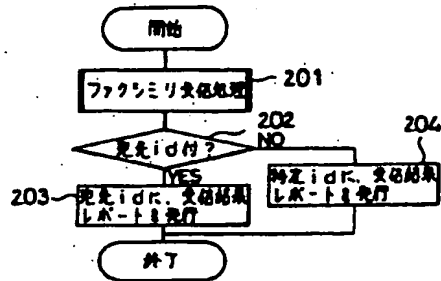 開始
201
ファクシミリ受信処理
202
宛先id付?
NO
204
YES
203
宛先idに、受信結果
レポートを発行
特定idに、受信結果
レポートを発行
終了